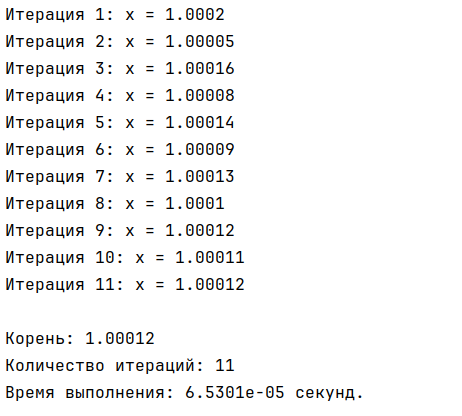 Итерация 1: x = 1.0002
Итерация 2: x = 1.00005
Итерация 3: x = 1.00016
Итерация 4: x = 1.00008
Итерация 5: x = 1.00014
Итерация 6: x = 1.00009
Итерация 7: x = 1.00013
Итерация 8: x = 1.0001
Итерация 9: x = 1.00012
Итерация 10: x = 1.00011
Итерация 11: x = 1.00012
Корень: 1.00012
Количество итераций: 11
Время выполнения: 6.5301e-05 секунд.